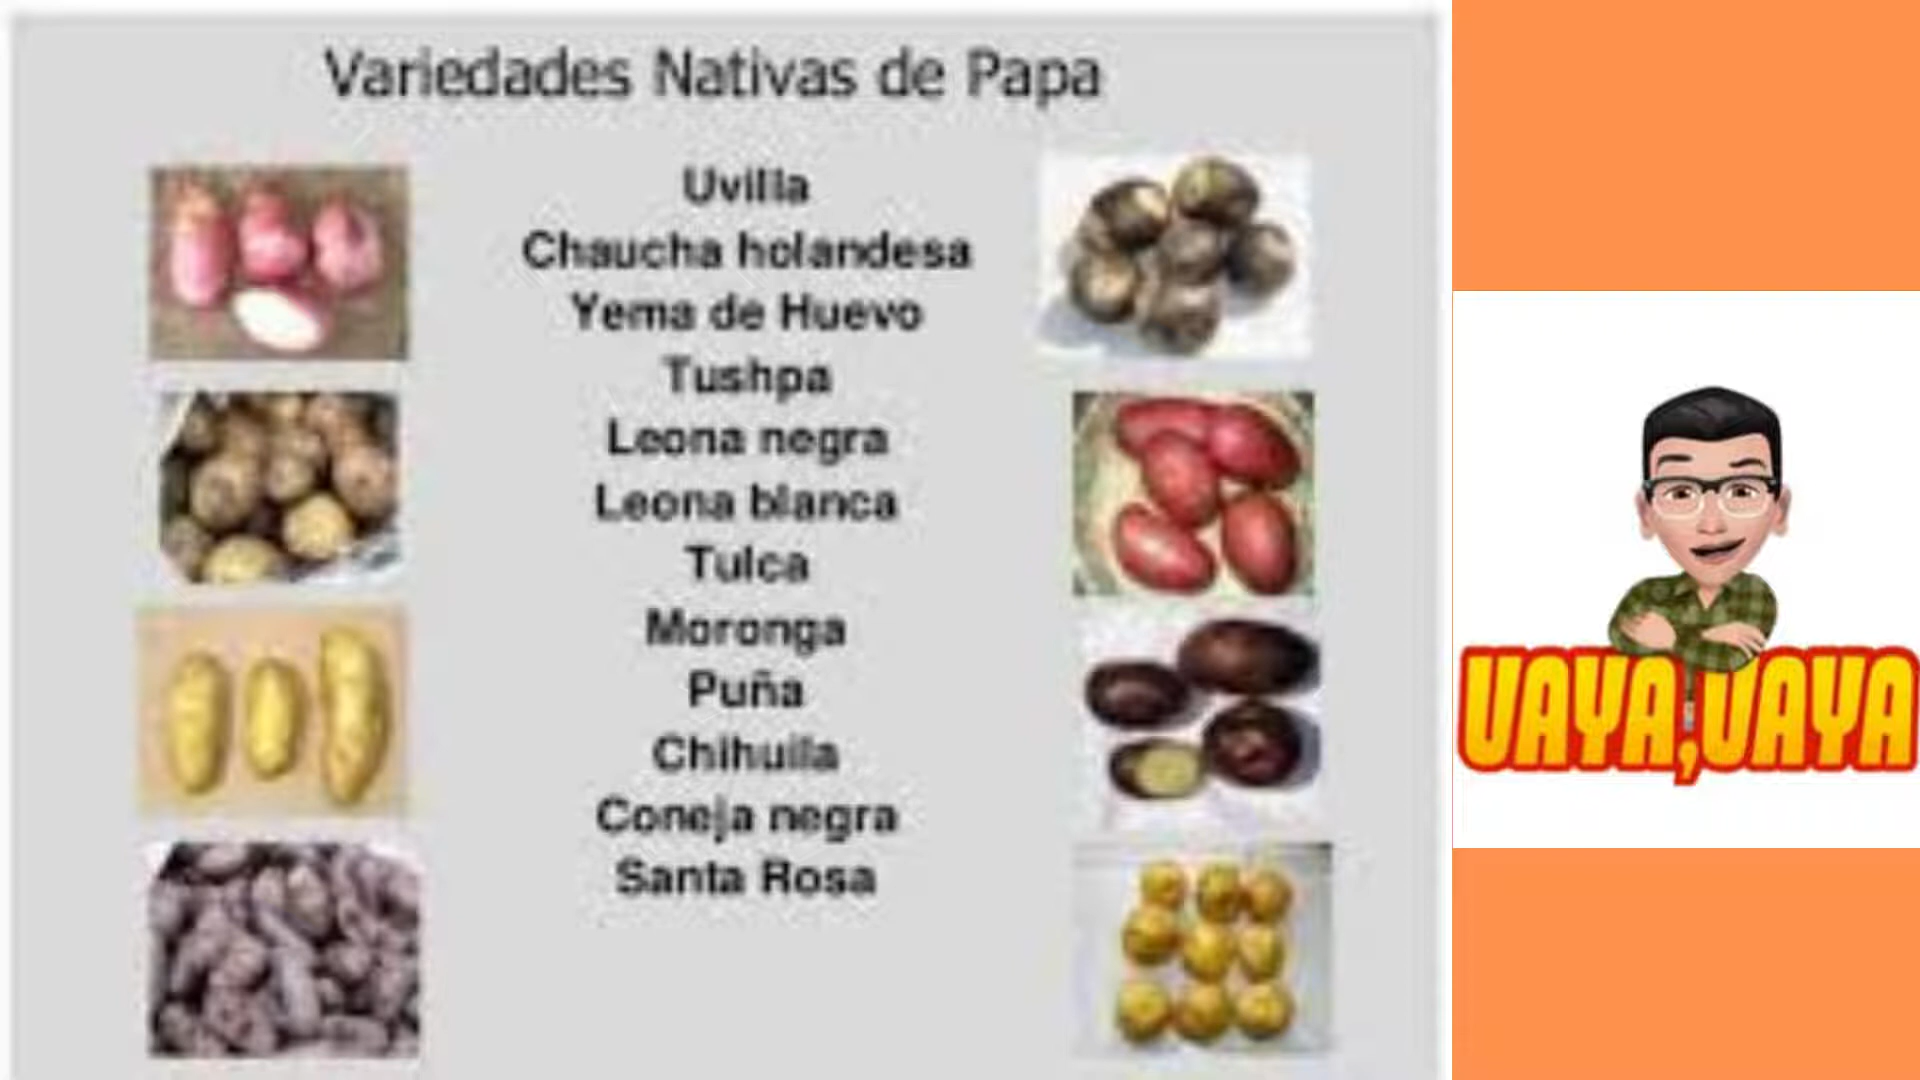 Variedades Nativas de Papa
Uvilla
Chaucha holandesa
Yema de Huevo
Tushpa
Leona negra
Leona blanca
Tulca
Moronga
Puña
Chihuila
Coneja negra
Santa Rosa
VAYA,VAYA